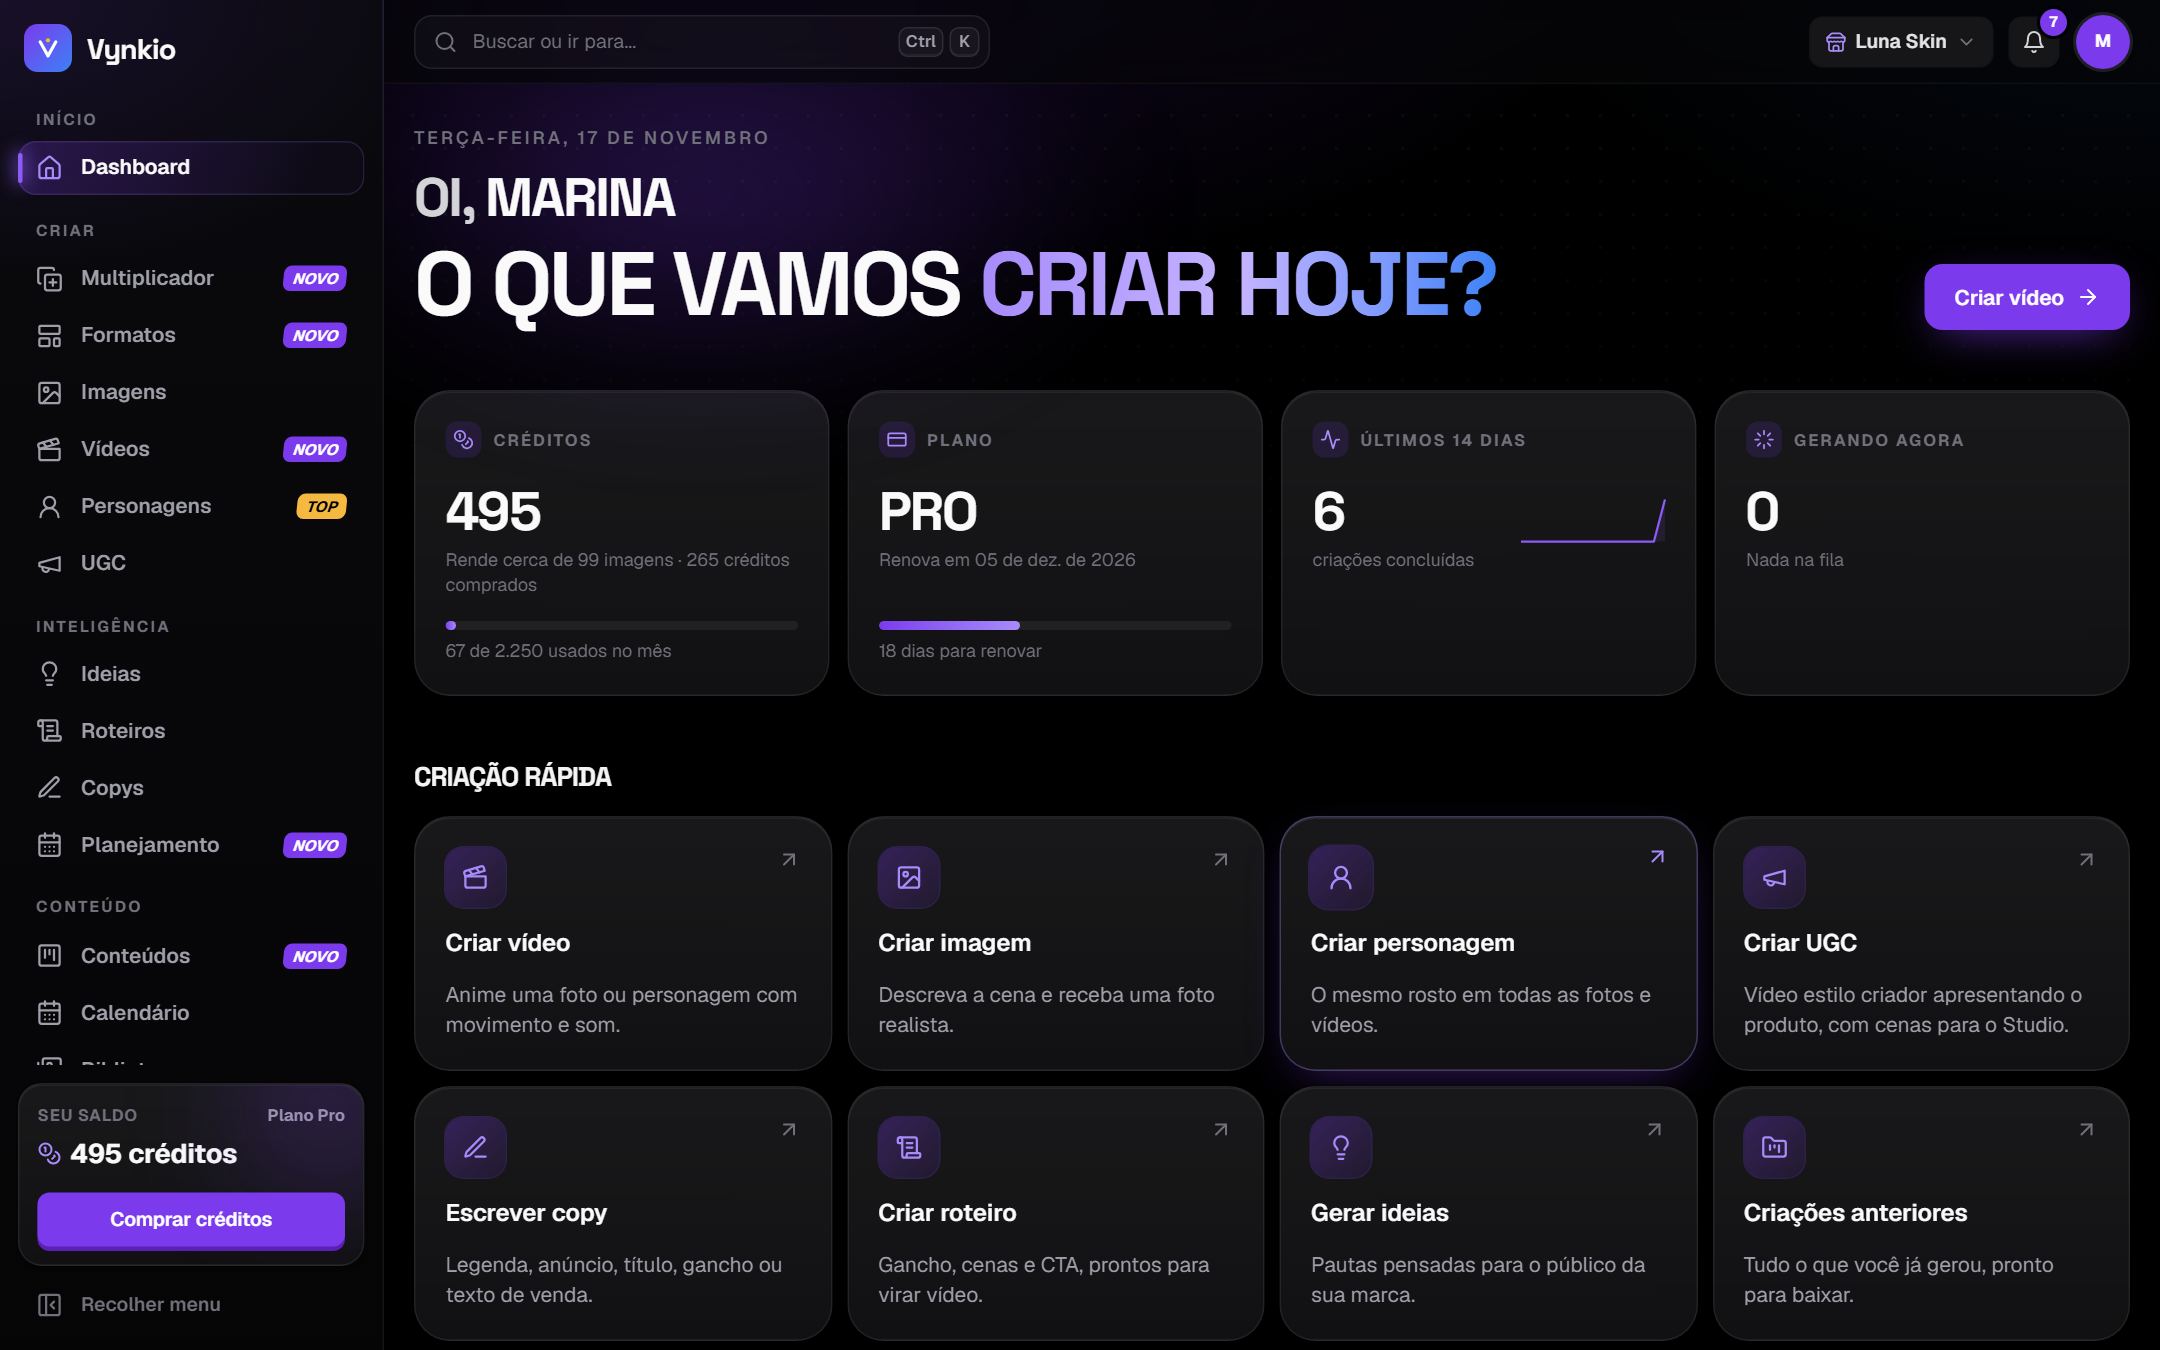 Vynkio
INÍCIO
Dashboard
CRIAR
Multiplicador NOVO
Formatos NOVO
Imagens
Vídeos NOVO
Personagens TOP
UGC
INTELIGÊNCIA
Ideias
Roteiros
Copys
Planejamento NOVO
CONTEÚDO
Conteúdos NOVO
Calendário
SEU SALDO Plano Pro
495 créditos
Comprar créditos
Recolher menu
Buscar ou ir para... Ctrl K
Luna Skin
7
M
TERÇA-FEIRA, 17 DE NOVEMBRO
OI, MARINA
O QUE VAMOS CRIAR HOJE?
Criar vídeo
CRÉDITOS
495
Rende cerca de 99 imagens · 265 créditos
comprados
67 de 2.250 usados no mês
PLANO
PRO
Renova em 05 de dez. de 2026
18 dias para renovar
ÚLTIMOS 14 DIAS
6
criações concluídas
GERANDO AGORA
0
Nada na fila
CRIAÇÃO RÁPIDA
Criar vídeo
Anime uma foto ou personagem com
movimento e som.
Criar imagem
Descreva a cena e receba uma foto
realista.
Criar personagem
O mesmo rosto em todas as fotos e
vídeos.
Criar UGC
Vídeo estilo criador apresentando o
produto, com cenas para o Studio.
Escrever copy
Legenda, anúncio, título, gancho ou
texto de venda.
Criar roteiro
Gancho, cenas e CTA, prontos para
virar vídeo.
Gerar ideias
Pautas pensadas para o público da
sua marca.
Criações anteriores
Tudo o que você já gerou, pronto
para baixar.